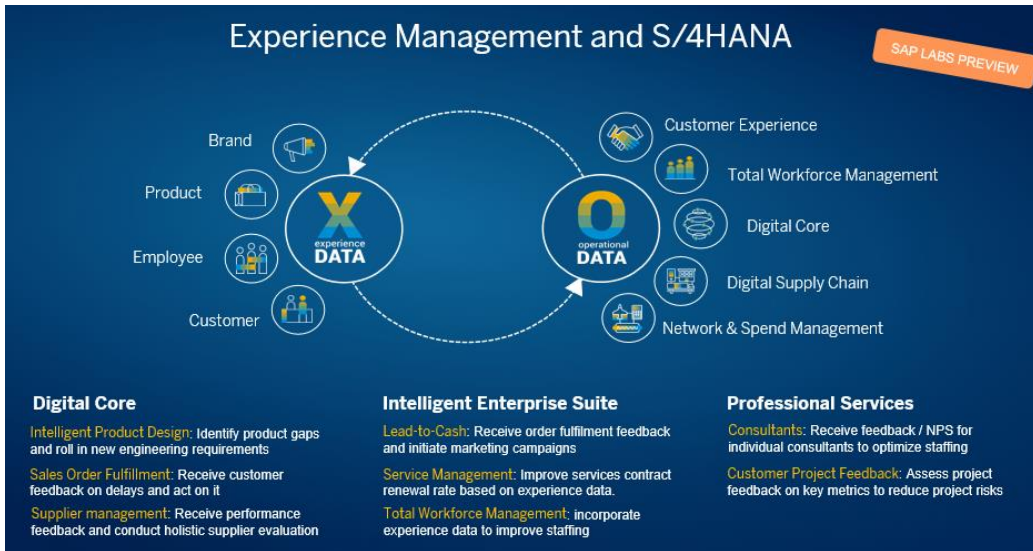 Experience Management and S/4HANA
SAP LABS PREVIEW
Brand
Product
Employee
Customer
X
experience
DATA
O
operational
DATA
Customer Experience
Total Workforce Management
Digital Core
Digital Supply Chain
Network & Spend Management
Digital Core
Intelligent Product Design: Identify product gaps
and roll in new engineering requirements
Sales Order Fulfillment: Receive customer
feedback on delays and act on it
Supplier management: Receive performance
feedback and conduct holistic supplier evaluation
Intelligent Enterprise Suite
Lead-to-Cash: Receive order fulfilment feedback
and initiate marketing campaigns
Service Management: Improve services contract
renewal rate based on experience data.
Total Workforce Management: incorporate
experience data to improve staffing
Professional Services
Consultants: Receive feedback / NPS for
individual consultants to optimize staffing
Customer Project Feedback: Assess project
feedback on key metrics to reduce project risks